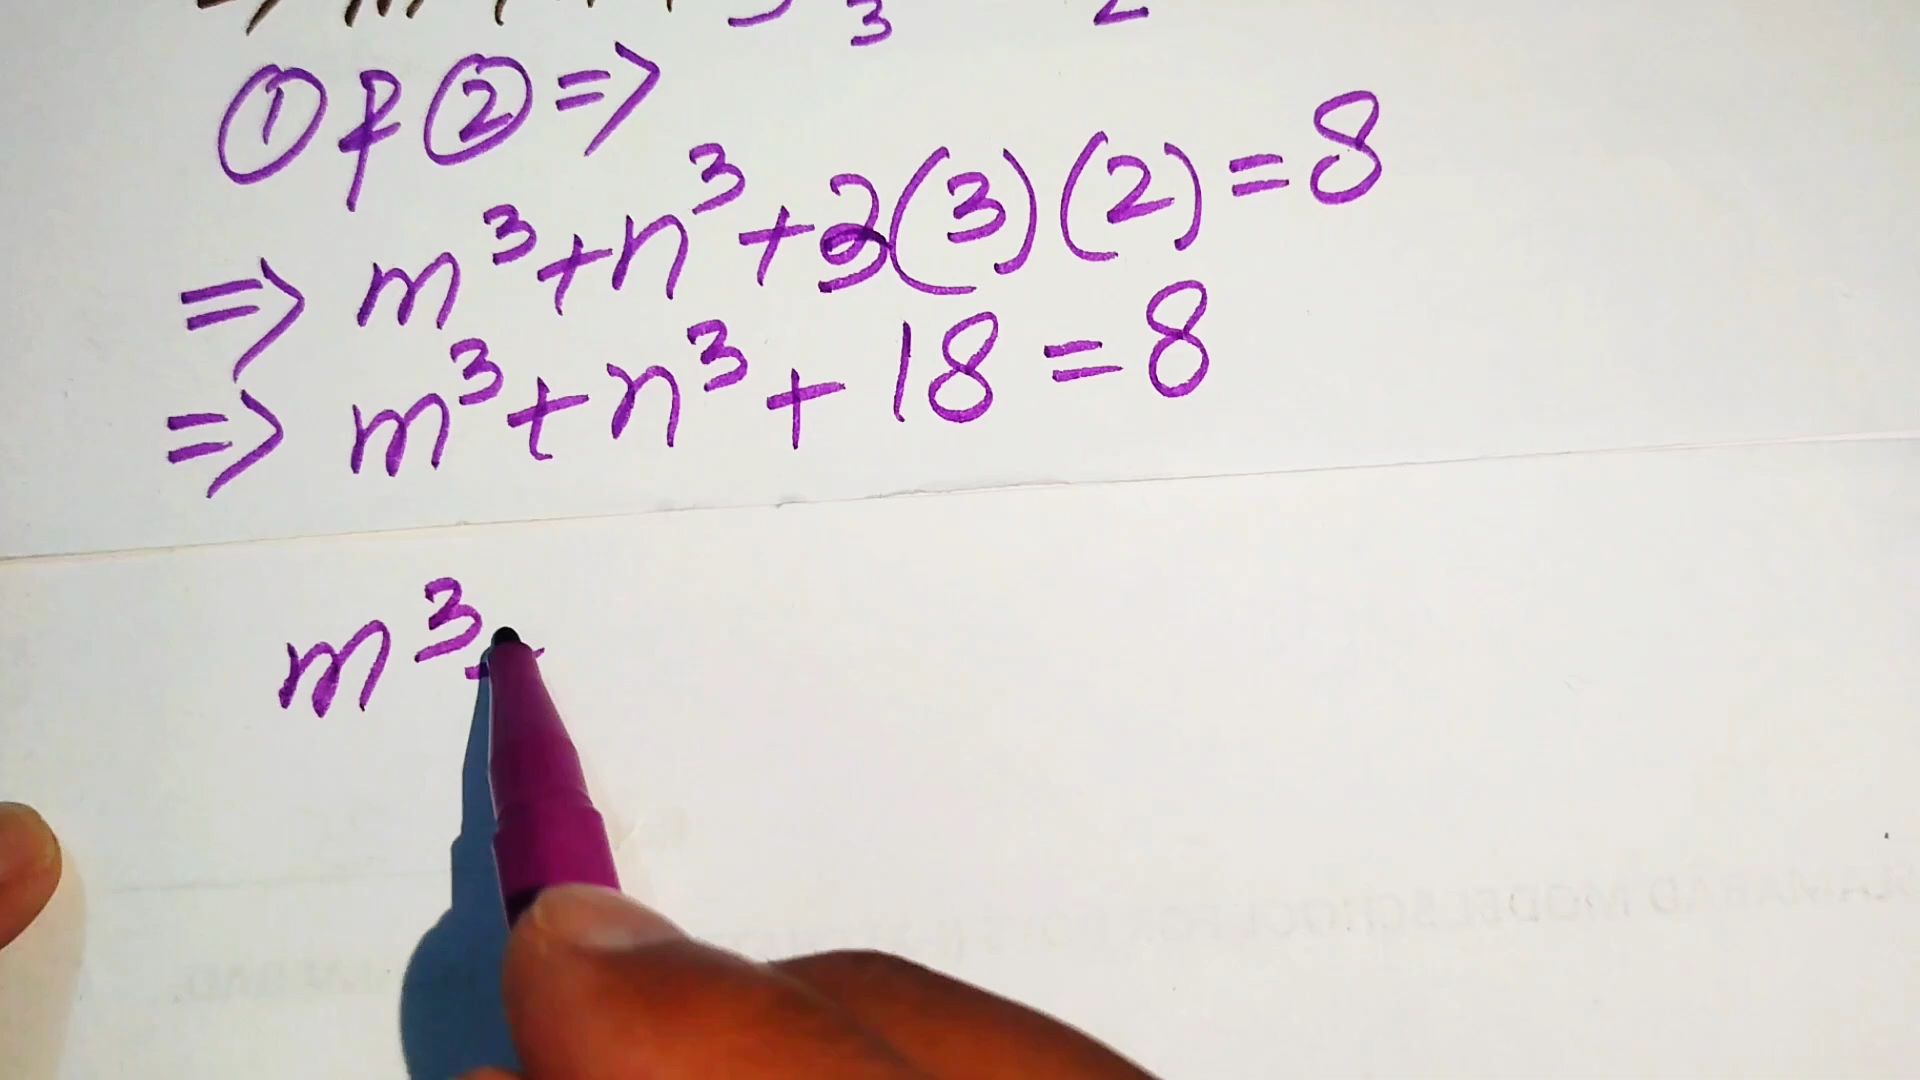 ① & ② =>
=> m³+n³+3(3)(2)=8
=> m³+n³+18=8
m³+